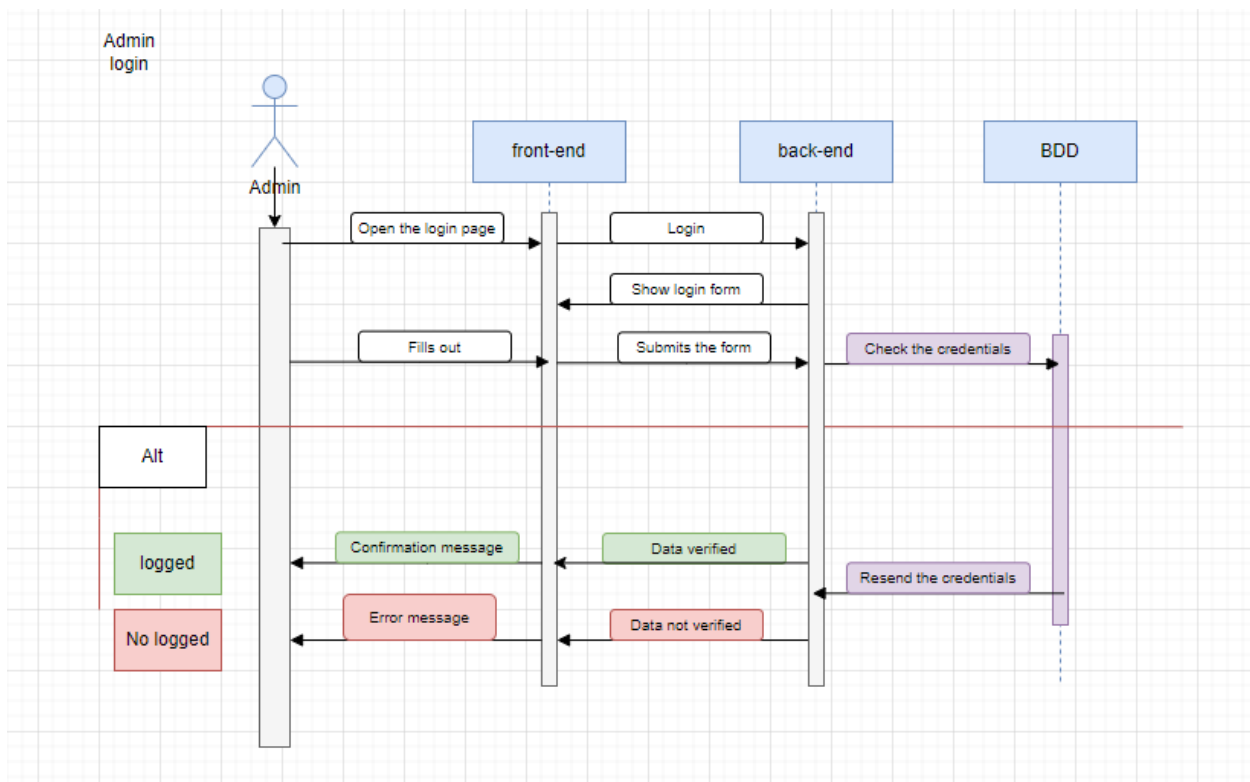 Admin
login
Admin
front-end
back-end
BDD
Open the login page
Login
Show login form
Fills out
Submits the form
Check the credentials
Alt
logged
Confirmation message
Data verified
Resend the credentials
No logged
Error message
Data not verified